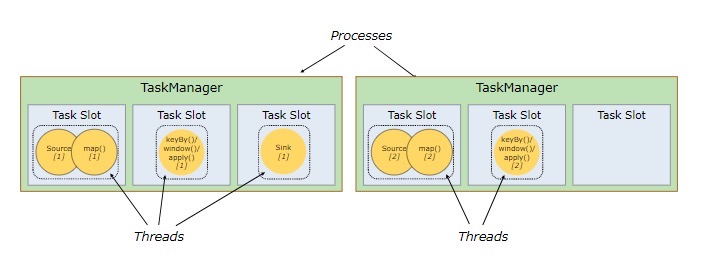 Processes
TaskManager
Task Slot
Source
[1]
map()
[1]
Task Slot
keyBy()/
window()/
apply()
[1]
Task Slot
Sink
[1]
TaskManager
Task Slot
Source
[2]
map()
[2]
Task Slot
keyBy()/
window()/
apply()
[2]
Task Slot
Threads
Threads